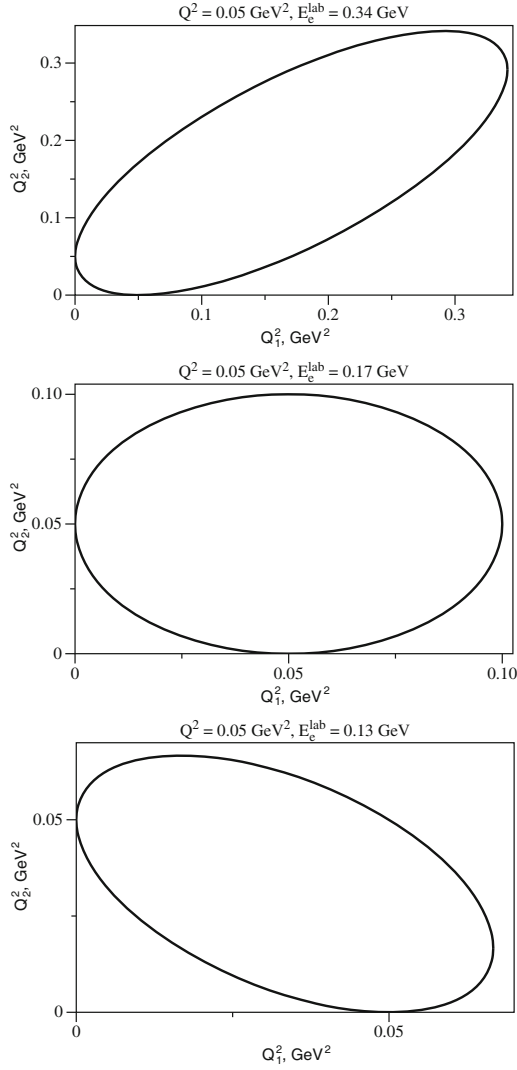 Q² = 0.05 GeV², E_e^lab = 0.34 GeV
Q₂², GeV²
0.3
0.2
0.1
0
0 0.1 0.2 0.3
Q₁², GeV²
Q² = 0.05 GeV², E_e^lab = 0.17 GeV
Q₂², GeV²
0.10
0.05
0
0 0.05 0.10
Q₁², GeV²
Q² = 0.05 GeV², E_e^lab = 0.13 GeV
Q₂², GeV²
0.05
0
0 0.05
Q₁², GeV²